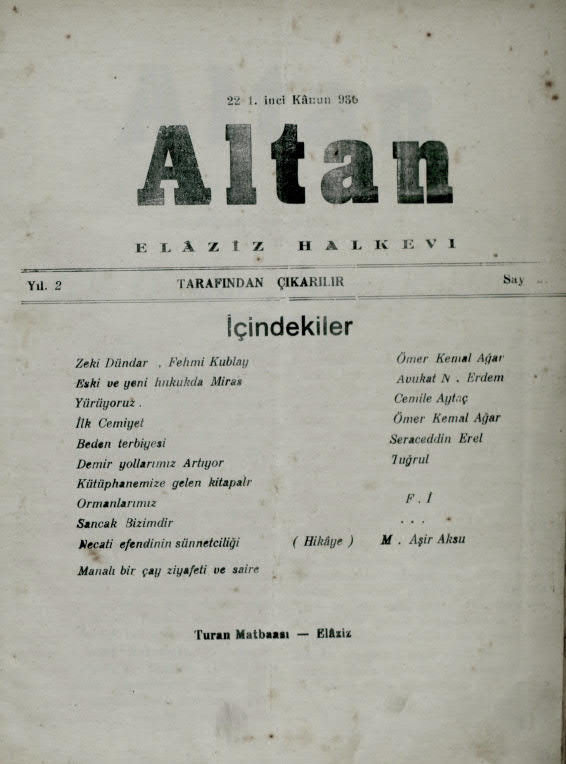 22 1. inci Kânun 936
Altan
ELÂZİZ HALKEVI
Yıl. 2 TARAFINDAN ÇIKARILIR Say
İçindekiler
Zeki Dündar . Fehmi Kublay Ömer Kemal Ağar
Eski ve yeni hukukda Miras Avukat N . Erdem
Yürüyoruz . Cemile Aytaç
İlk Cemiyet Ömer Kemal Ağar
Beden terbiyesi Seraceddin Erel
Demir yollarımız Artıyor Tuğrul
Kütüphanemize gelen kitapalr
Ormanlarımız F . İ
Sancak Bizimdir . . .
Necati efendinin sünnetciliği ( Hikâye ) M . Aşir Aksu
Manalı bir çay ziyafeti ve saire
Turan Matbaası — Elâziz